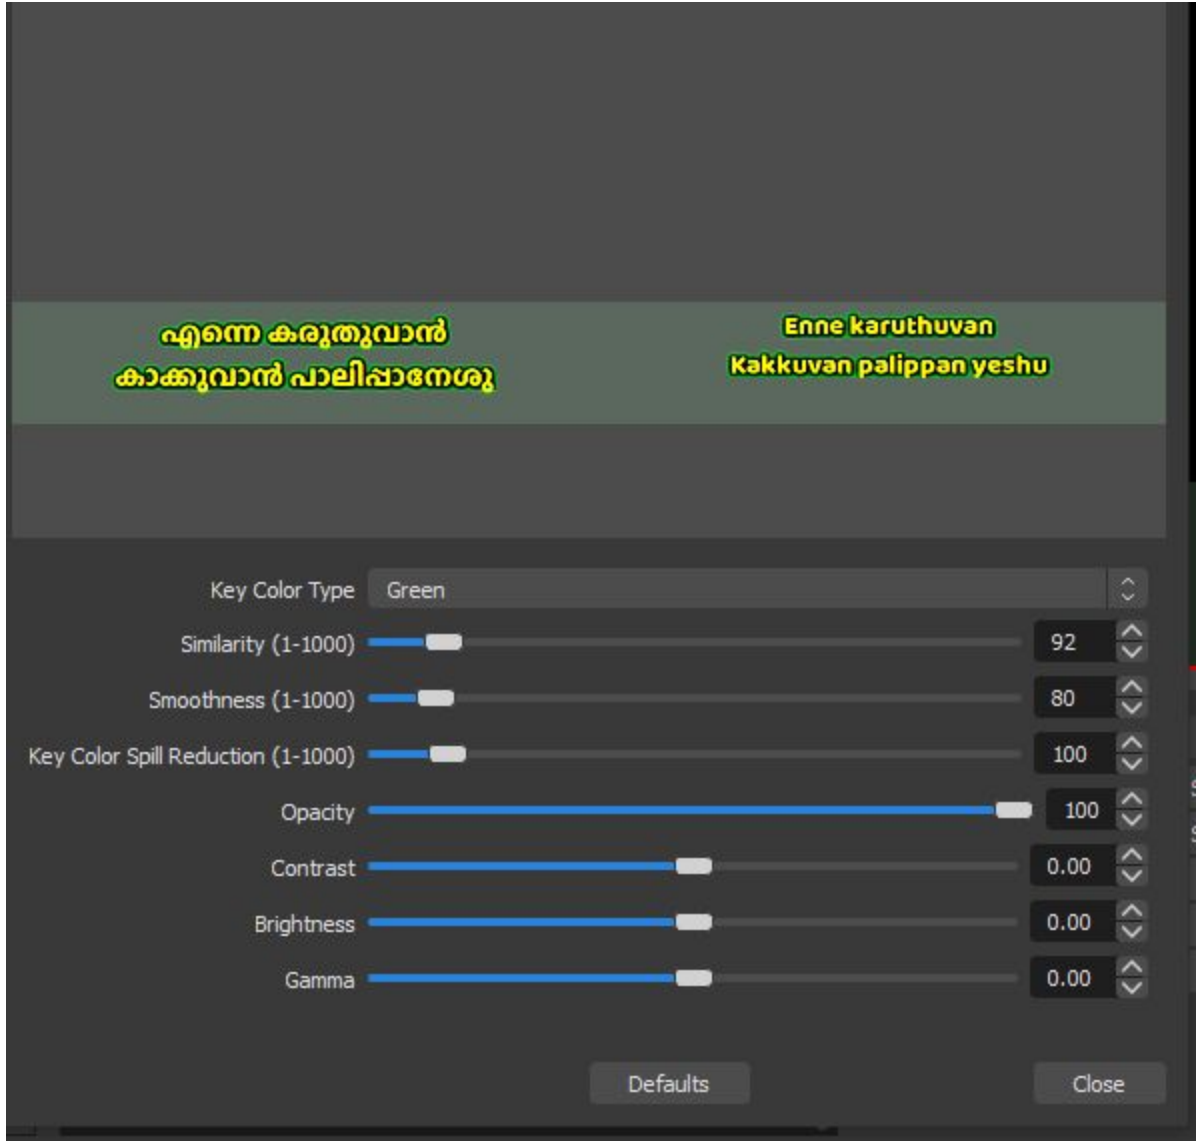 എന്നെ കരുതുവാൻ
കാക്കുവാൻ പാലിപ്പാനേശു
Enne karuthuvan
Kakkuvan palippan yeshu
Key Color Type Green
Similarity (1-1000) 92
Smoothness (1-1000) 80
Key Color Spill Reduction (1-1000) 100
Opacity 100
Contrast 0.00
Brightness 0.00
Gamma 0.00
Defaults Close